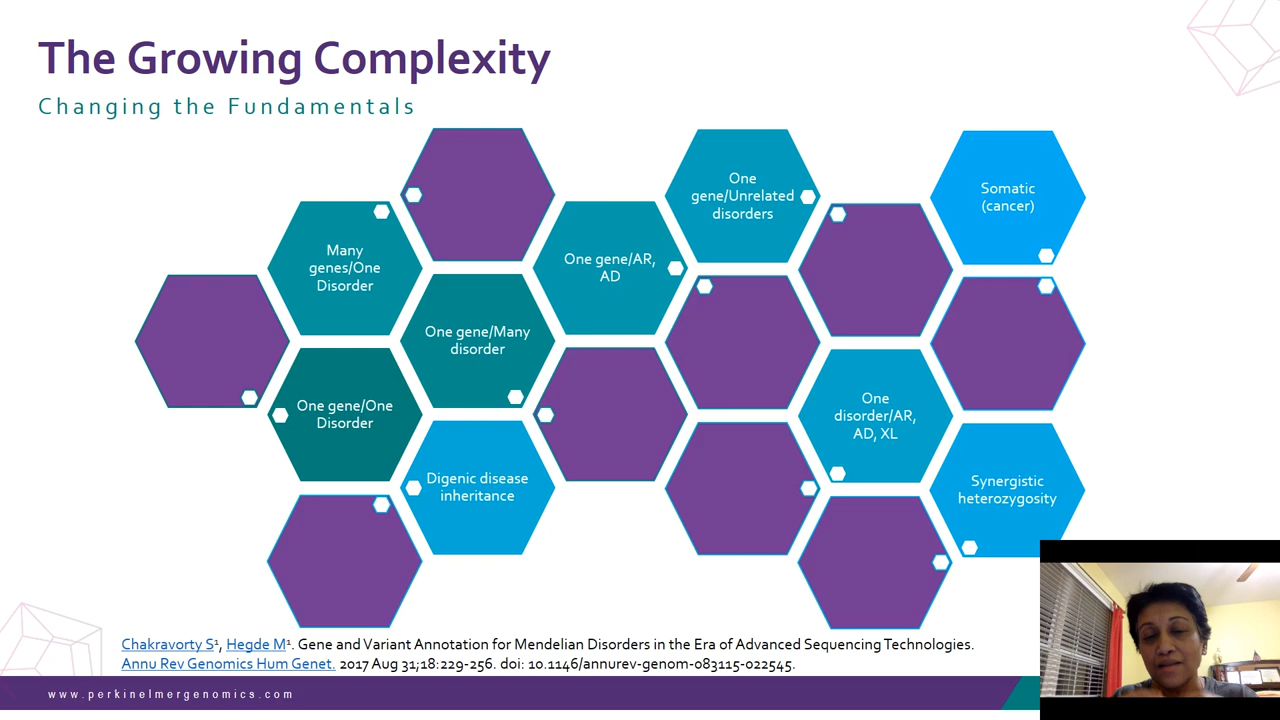 The Growing Complexity
Changing the Fundamentals
Many
genes/One
Disorder
One gene/One
Disorder
One gene/Many
disorder
Digenic disease
inheritance
One gene/AR,
AD
One
gene/Unrelated
disorders
One
disorder/AR,
AD, XL
Somatic
(cancer)
Synergistic
heterozygosity
Chakravorty S¹, Hegde M¹. Gene and Variant Annotation for Mendelian Disorders in the Era of Advanced Sequencing Technologies.
Annu Rev Genomics Hum Genet. 2017 Aug 31;18:229-256. doi: 10.1146/annurev-genom-083115-022545.
www.perkinelmergenomics.com